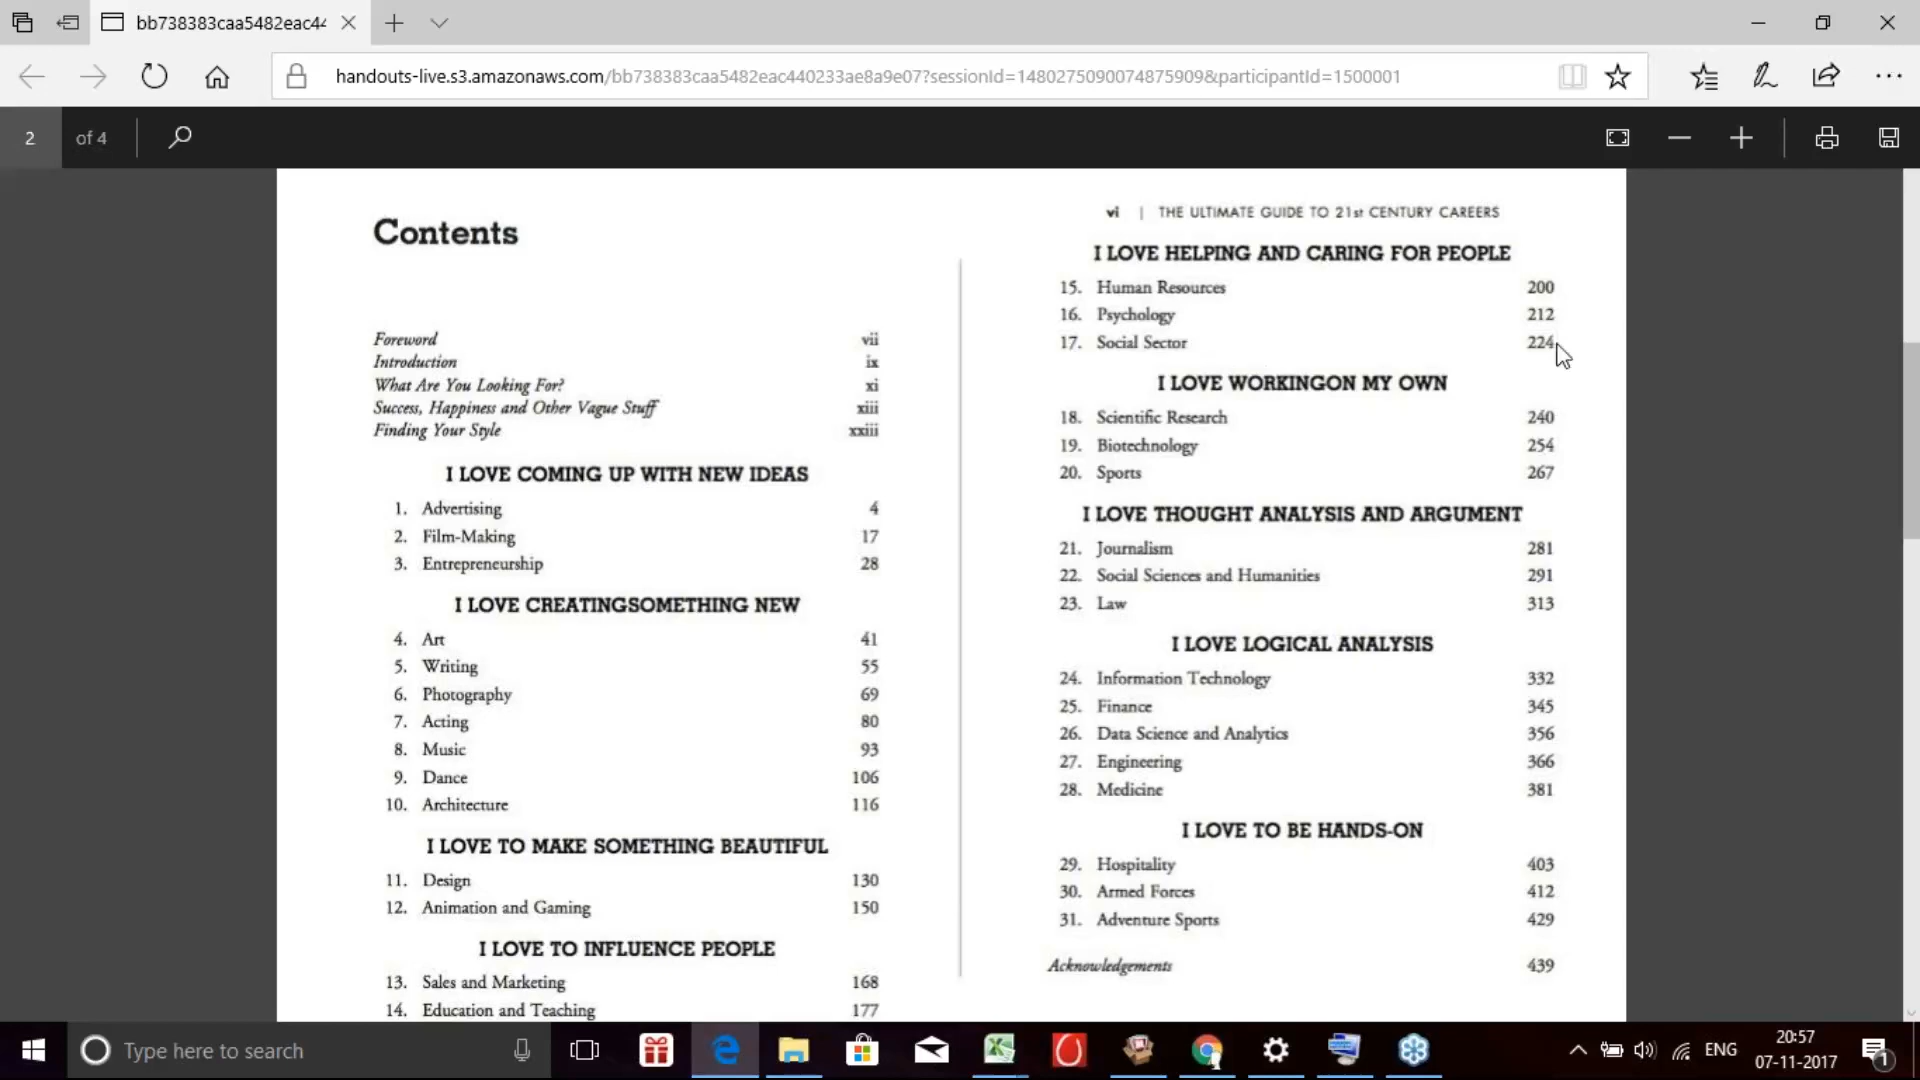 bb738383caa5482eac44
handouts-live.s3.amazonaws.com/bb738383caa5482eac440233ae8a9e07?sessionId=1480275090074875909&participantId=1500001
2 of 4
Contents
Foreword vii
Introduction ix
What Are You Looking For? xi
Success, Happiness and Other Vague Stuff xiii
Finding Your Style xxiii
I LOVE COMING UP WITH NEW IDEAS
1. Advertising 4
2. Film-Making 17
3. Entrepreneurship 28
I LOVE CREATINGSOMETHING NEW
4. Art 41
5. Writing 55
6. Photography 69
7. Acting 80
8. Music 93
9. Dance 106
10. Architecture 116
I LOVE TO MAKE SOMETHING BEAUTIFUL
11. Design 130
12. Animation and Gaming 150
I LOVE TO INFLUENCE PEOPLE
13. Sales and Marketing 168
14. Education and Teaching 177
vi | THE ULTIMATE GUIDE TO 21st CENTURY CAREERS
I LOVE HELPING AND CARING FOR PEOPLE
15. Human Resources 200
16. Psychology 212
17. Social Sector 224
I LOVE WORKINGON MY OWN
18. Scientific Research 240
19. Biotechnology 254
20. Sports 267
I LOVE THOUGHT ANALYSIS AND ARGUMENT
21. Journalism 281
22. Social Sciences and Humanities 291
23. Law 313
I LOVE LOGICAL ANALYSIS
24. Information Technology 332
25. Finance 345
26. Data Science and Analytics 356
27. Engineering 366
28. Medicine 381
I LOVE TO BE HANDS-ON
29. Hospitality 403
30. Armed Forces 412
31. Adventure Sports 429
Acknowledgements 439
Type here to search
ENG
20:57
07-11-2017
1